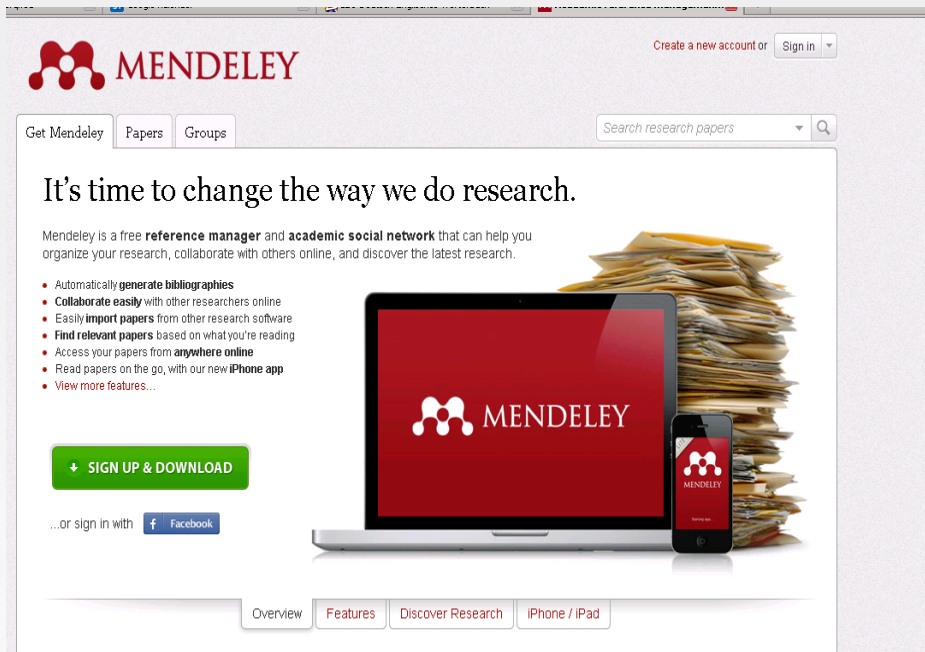 MENDELEY
Create a new account or
Sign in
Get Mendeley
Papers
Groups
Search research papers
It's time to change the way we do research.
Mendeley is a free reference manager and academic social network that can help you
organize your research, collaborate with others online, and discover the latest research.
Automatically generate bibliographies
Collaborate easily with other researchers online
Easily import papers from other research software
Find relevant papers based on what you're reading
Access your papers from anywhere online
Read papers on the go, with our new iPhone app
View more features...
MENDELEY
MENDELEY
SIGN UP & DOWNLOAD
...or sign in with
f Facebook
Overview
Features
Discover Research
iPhone / iPad